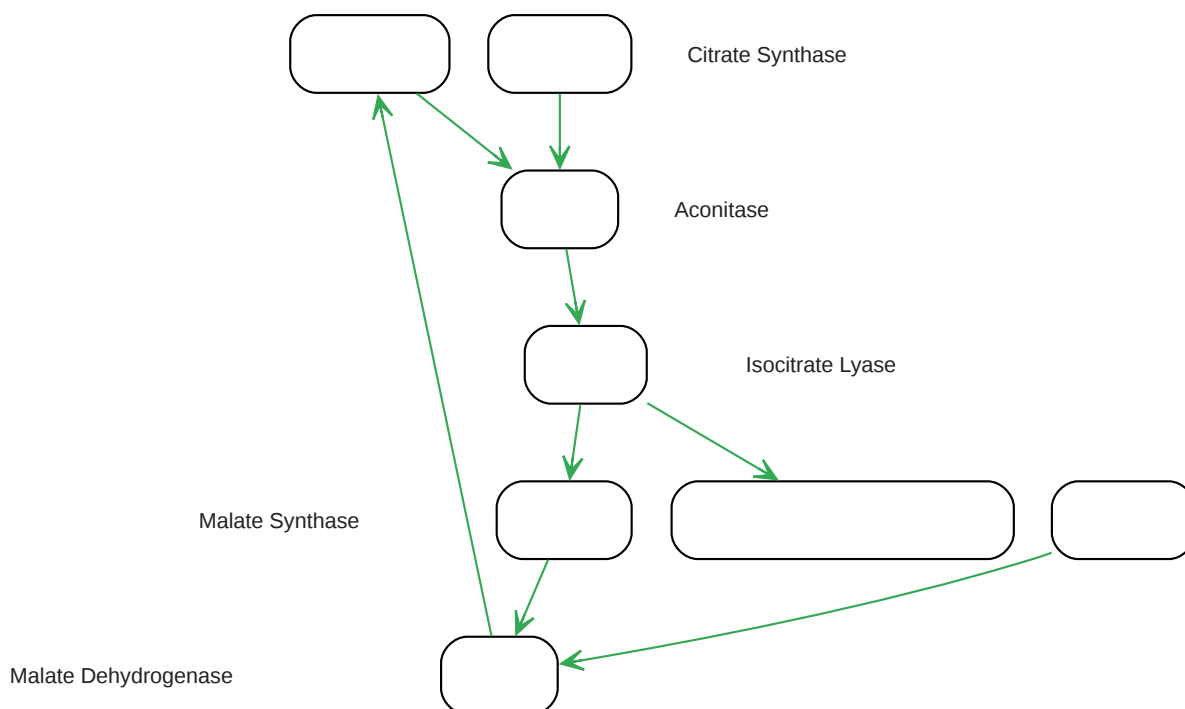 Citrate Synthase
Aconitase
Isocitrate Lyase
Malate Synthase
Malate Dehydrogenase